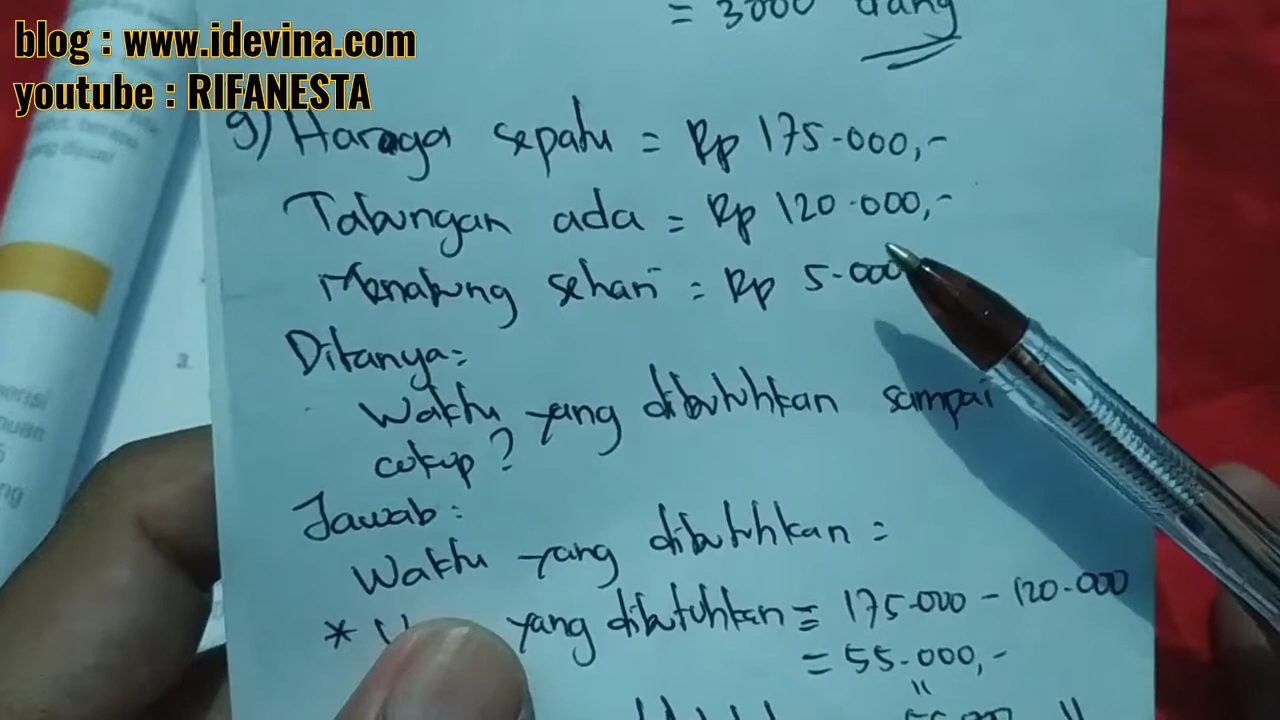 blog : www.idevina.com
youtube : RIFANESTA
= 3000
9) Harga sepatu = Rp 175.000,-
Tabungan ada = Rp 120.000,-
Menabung sehari = Rp 5.000
Ditanya:
Waktu yang dibutuhkan sampai
cukup?
Jawab:
Waktu yang dibutuhkan =
* yang dibutuhkan = 175.000 - 120.000
= 55.000,-